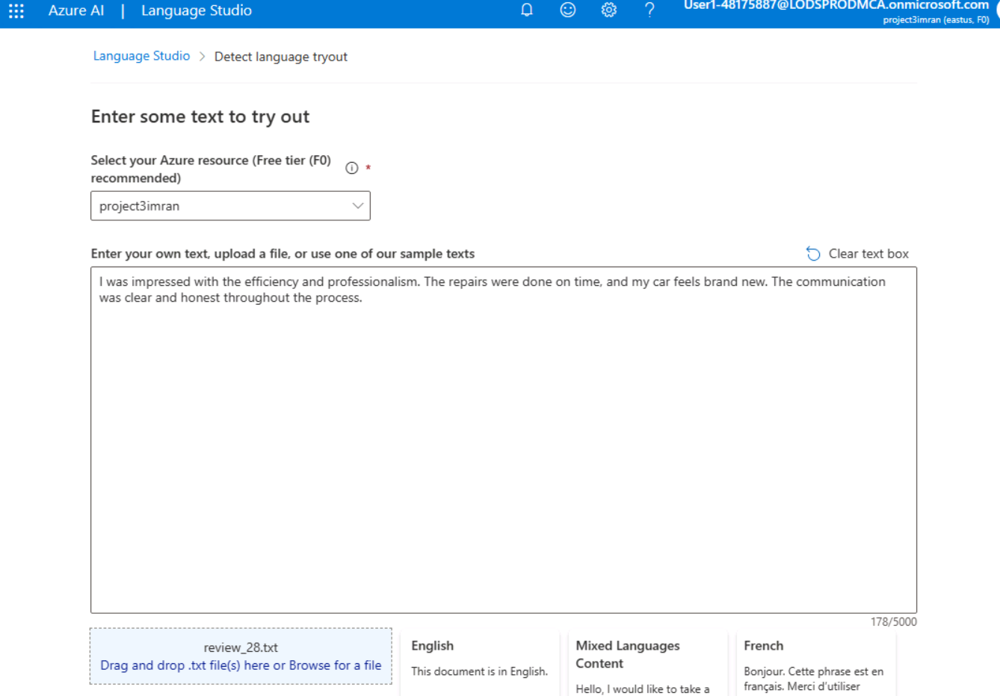 Azure AI | Language Studio
User1-48175887@LODSPRODMCA.onmicrosoft.com
project3imran (eastus, F0)
Language Studio > Detect language tryout
Enter some text to try out
Select your Azure resource (Free tier (F0)
recommended) *
project3imran
Enter your own text, upload a file, or use one of our sample texts
Clear text box
I was impressed with the efficiency and professionalism. The repairs were done on time, and my car feels brand new. The communication
was clear and honest throughout the process.
178/5000
review_28.txt
Drag and drop .txt file(s) here or Browse for a file
English
This document is in English.
Mixed Languages
Content
Hello, I would like to take a
French
Bonjour. Cette phrase est en
français. Merci d'utiliser